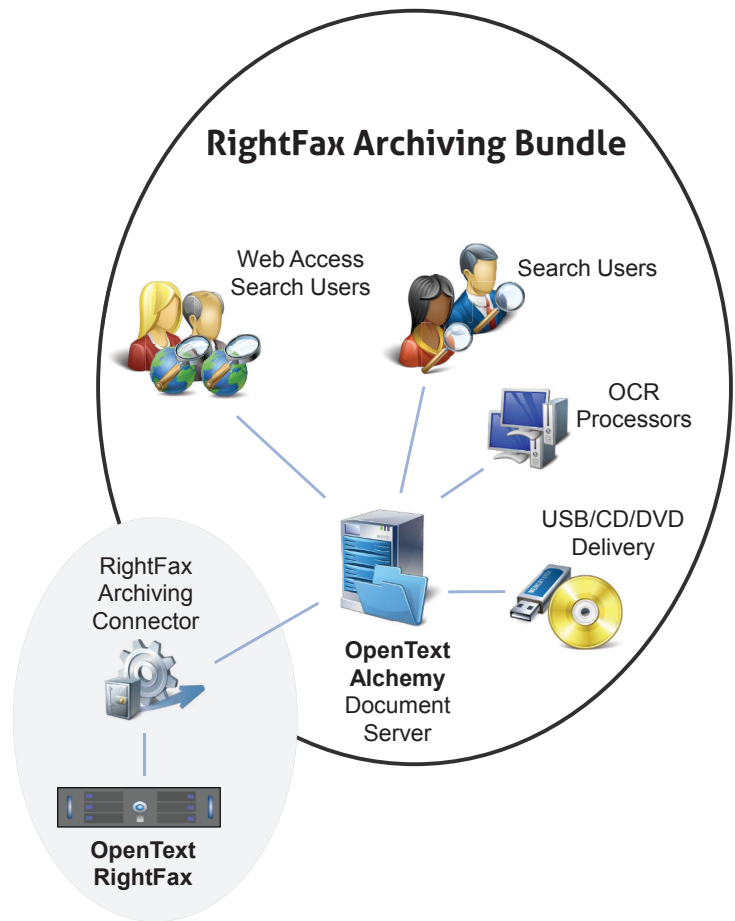 RightFax Archiving Bundle
Web Access
Search Users
Search Users
OCR
Processors
USB/CD/DVD
Delivery
RightFax
Archiving
Connector
OpenText
Alchemy
Document
Server
OpenText
RightFax